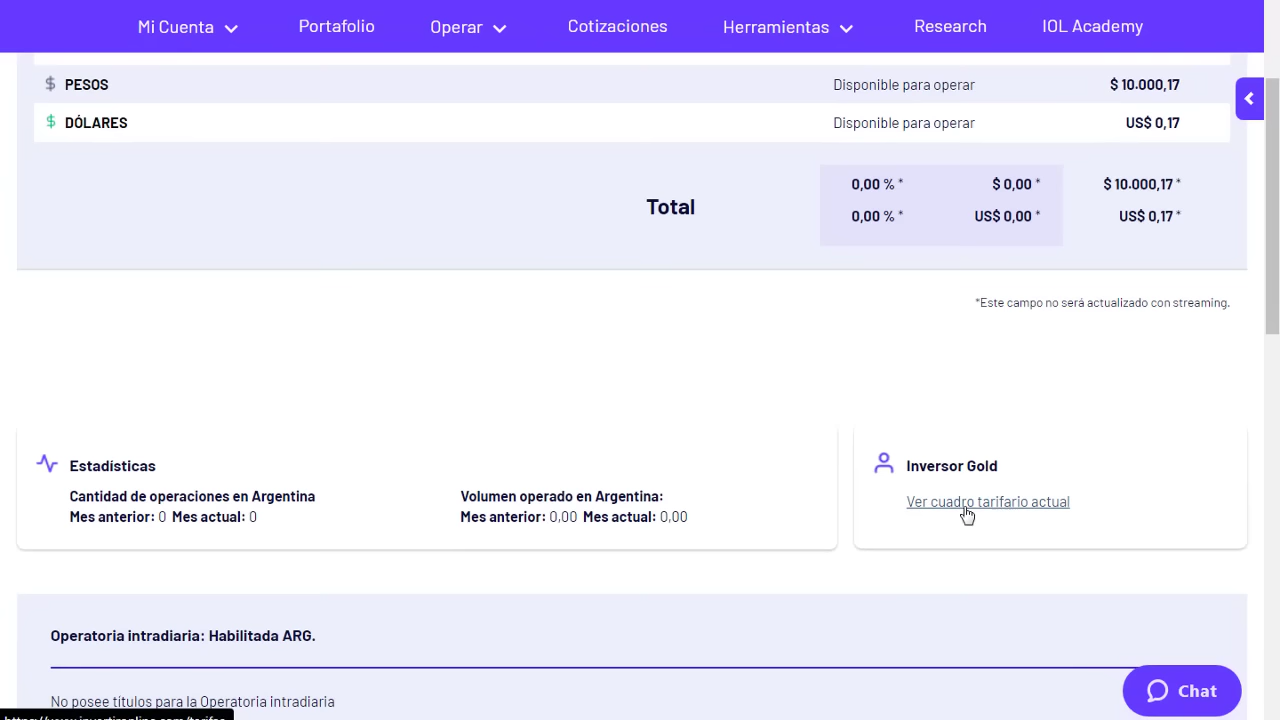 Mi Cuenta Portafolio Operar Cotizaciones Herramientas Research IOL Academy
$ PESOS Disponible para operar $ 10.000,17
$ DÓLARES Disponible para operar US$ 0,17
0,00 % * $ 0,00 * $ 10.000,17 *
Total
0,00 % * US$ 0,00 * US$ 0,17 *
*Este campo no será actualizado con streaming.
Estadísticas
Cantidad de operaciones en Argentina
Mes anterior: 0 Mes actual: 0
Volumen operado en Argentina:
Mes anterior: 0,00 Mes actual: 0,00
Inversor Gold
Ver cuadro tarifario actual
Operatoria intradiaria: Habilitada ARG.
No posee títulos para la Operatoria intradiaria
Chat